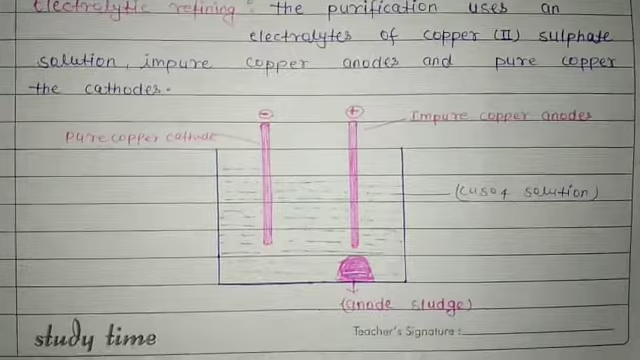 Electrolytic refining : the purification uses an
electrolytes of copper (II) sulphate
solution, impure copper anodes and pure copper
the cathodes.
− +
Impure copper anodes
Pure copper cathode
(CuSO4 solution)
(anode sludge)
study time
Teacher's Signature :